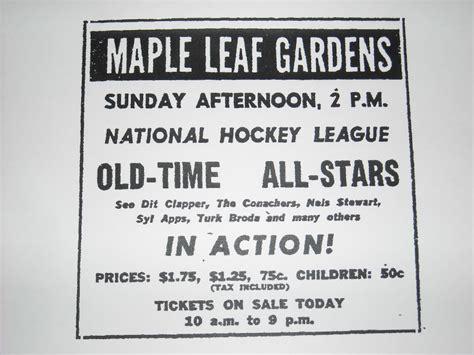 MAPLE LEAF GARDENS
SUNDAY AFTERNOON, 2 P.M.
NATIONAL HOCKEY LEAGUE
OLD-TIME ALL-STARS
See Dit Clapper, The Conachers, Nels Stewart,
Syl Apps, Turk Broda and many others
IN ACTION!
PRICES: $1.75, $1.25, 75c. CHILDREN: 50c
(TAX INCLUDED)
TICKETS ON SALE TODAY
10 a.m. to 9 p.m.